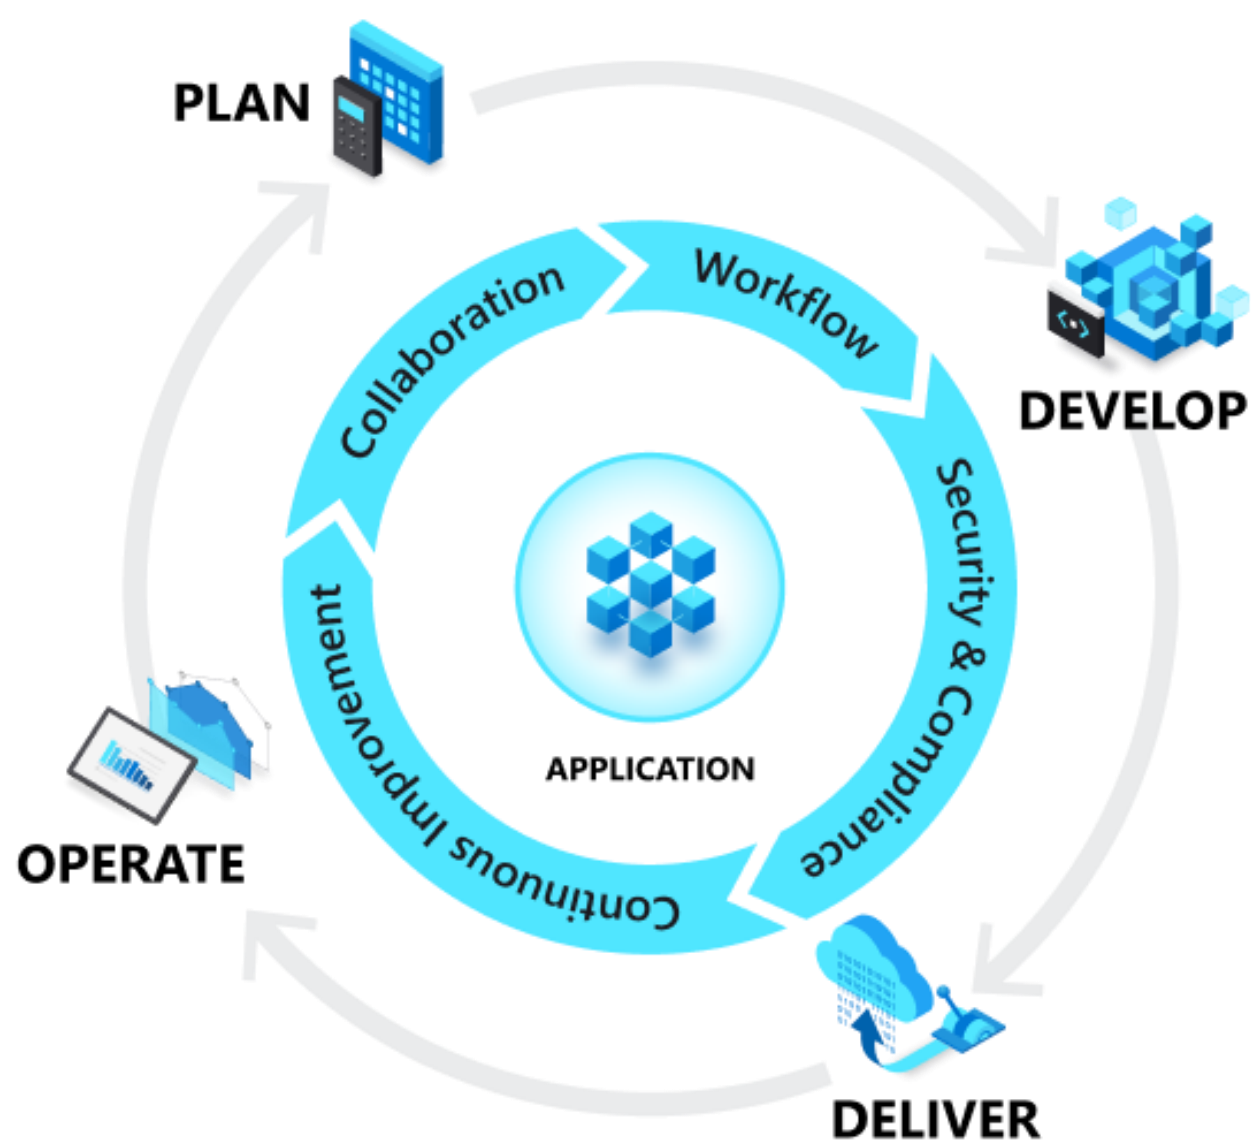 PLAN
Collaboration
Workflow
DEVELOP
Security & Compliance
APPLICATION
Continuous Improvement
OPERATE
DELIVER